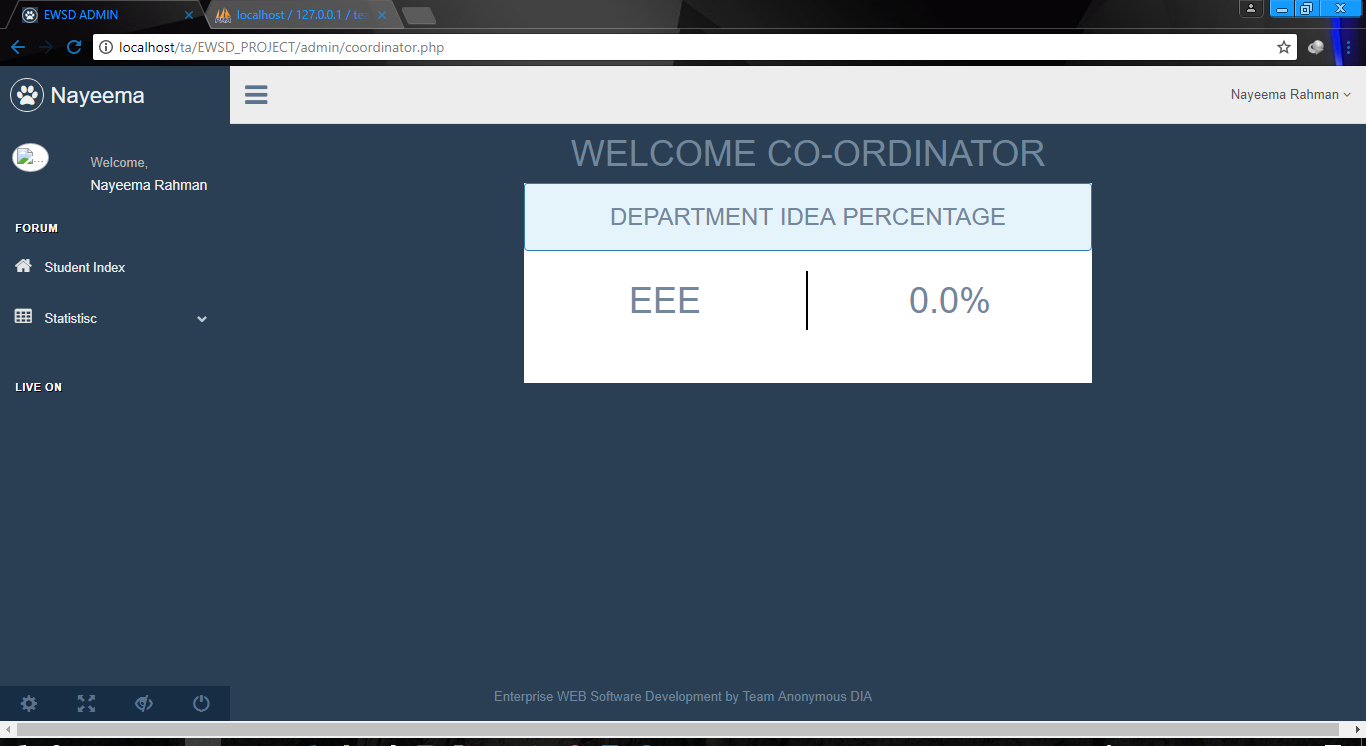 EWSD ADMIN
localhost / 127.0.0.1 / te
localhost/ta/EWSD_PROJECT/admin/coordinator.php
Nayeema
Nayeema Rahman
Welcome,
Nayeema Rahman
FORUM
Student Index
Statistisc
LIVE ON
WELCOME CO-ORDINATOR
DEPARTMENT IDEA PERCENTAGE
EEE
0.0%
Enterprise WEB Software Development by Team Anonymous DIA